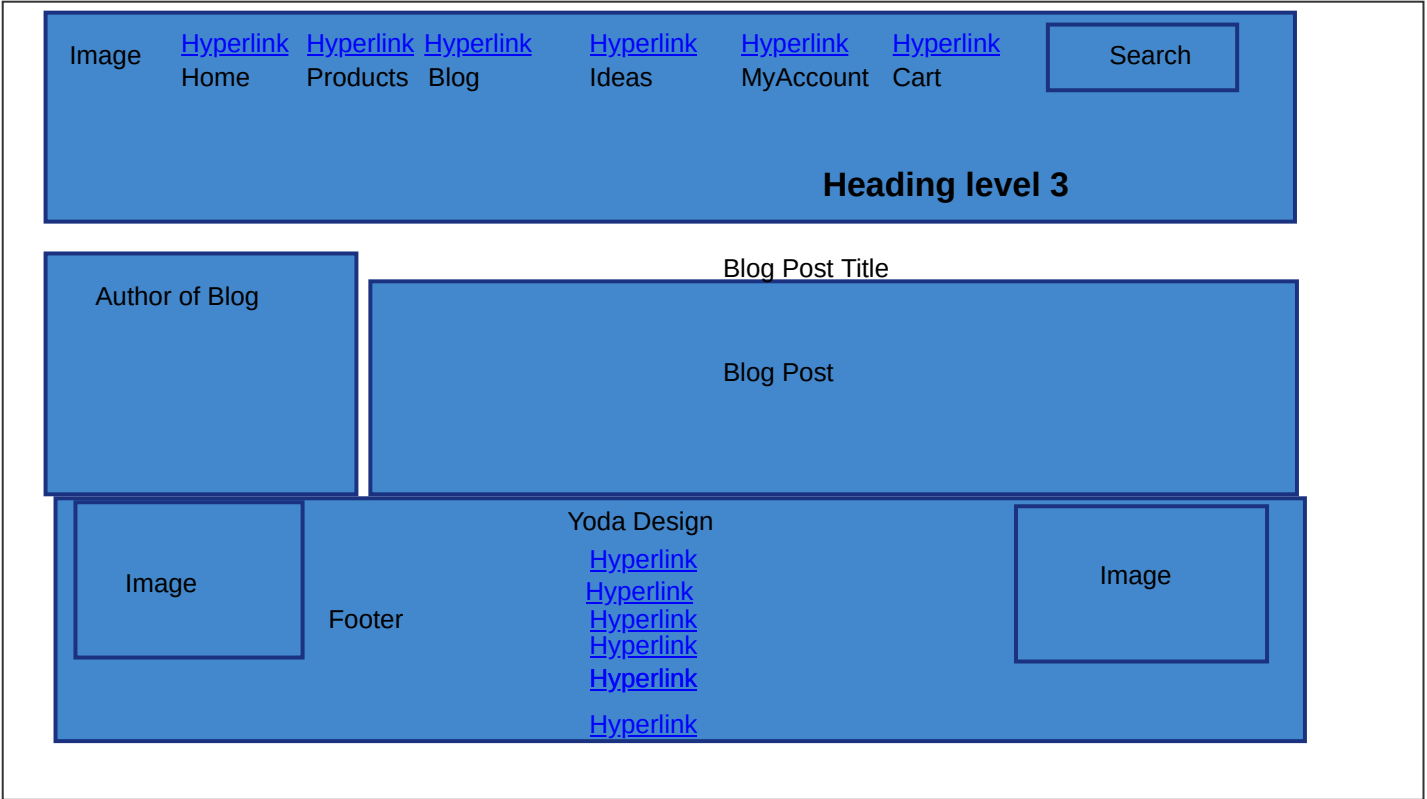 Image
Hyperlink Hyperlink Hyperlink Hyperlink Hyperlink Hyperlink
Home Products Blog Ideas MyAccount Cart
Search
Heading level 3
Author of Blog
Blog Post Title
Blog Post
Image
Footer
Yoda Design
Hyperlink
Hyperlink
Hyperlink
Hyperlink
Hyperlink
Hyperlink
Image